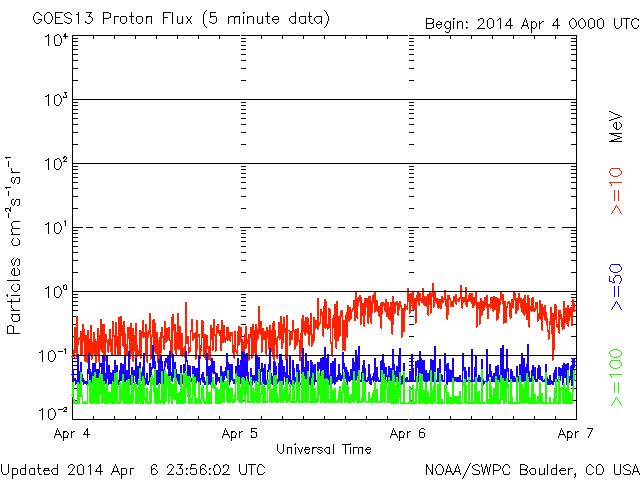 GOES13 Proton Flux (5 minute data)
Begin: 2014 Apr 4 0000 UTC
10⁴
10³
10²
10¹
10⁰
10⁻¹
10⁻²
Particles cm⁻²s⁻¹sr⁻¹
MeV
>=10
>=50
>=100
Apr 4
Apr 5
Apr 6
Apr 7
Universal Time
Updated 2014 Apr 6 23:56:02 UTC
NOAA/SWPC Boulder, CO USA